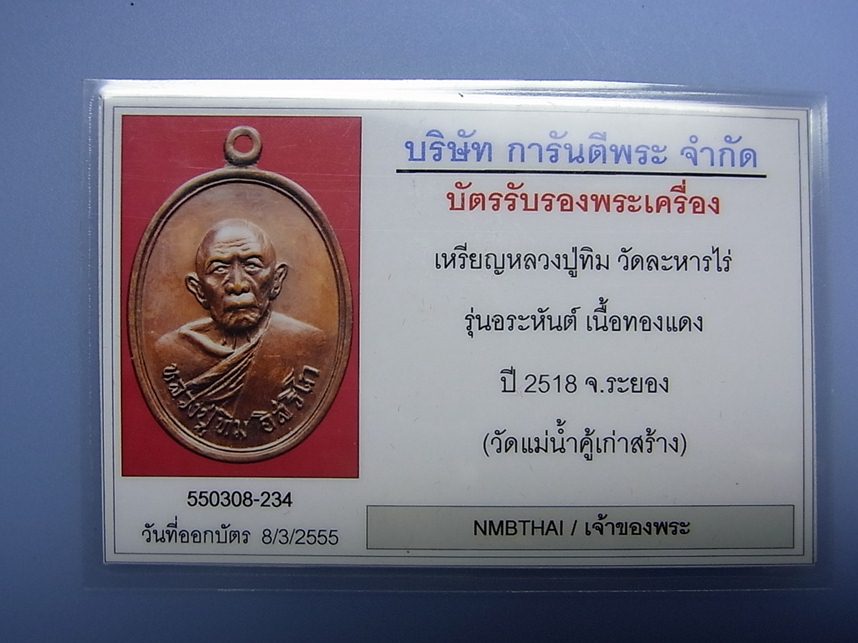 บริษัท การันตีพระ จำกัด
บัตรรับรองพระเครื่อง
เหรียญหลวงปู่ทิม วัดละหารไร่
รุ่นอระหันต์ เนื้อทองแดง
ปี 2518 จ.ระยอง
(วัดแม่น้ำคู้เก่าสร้าง)
หลวงปู่ทิม อิสริโก
550308-234
วันที่ออกบัตร 8/3/2555
NMBTHAI / เจ้าของพระ